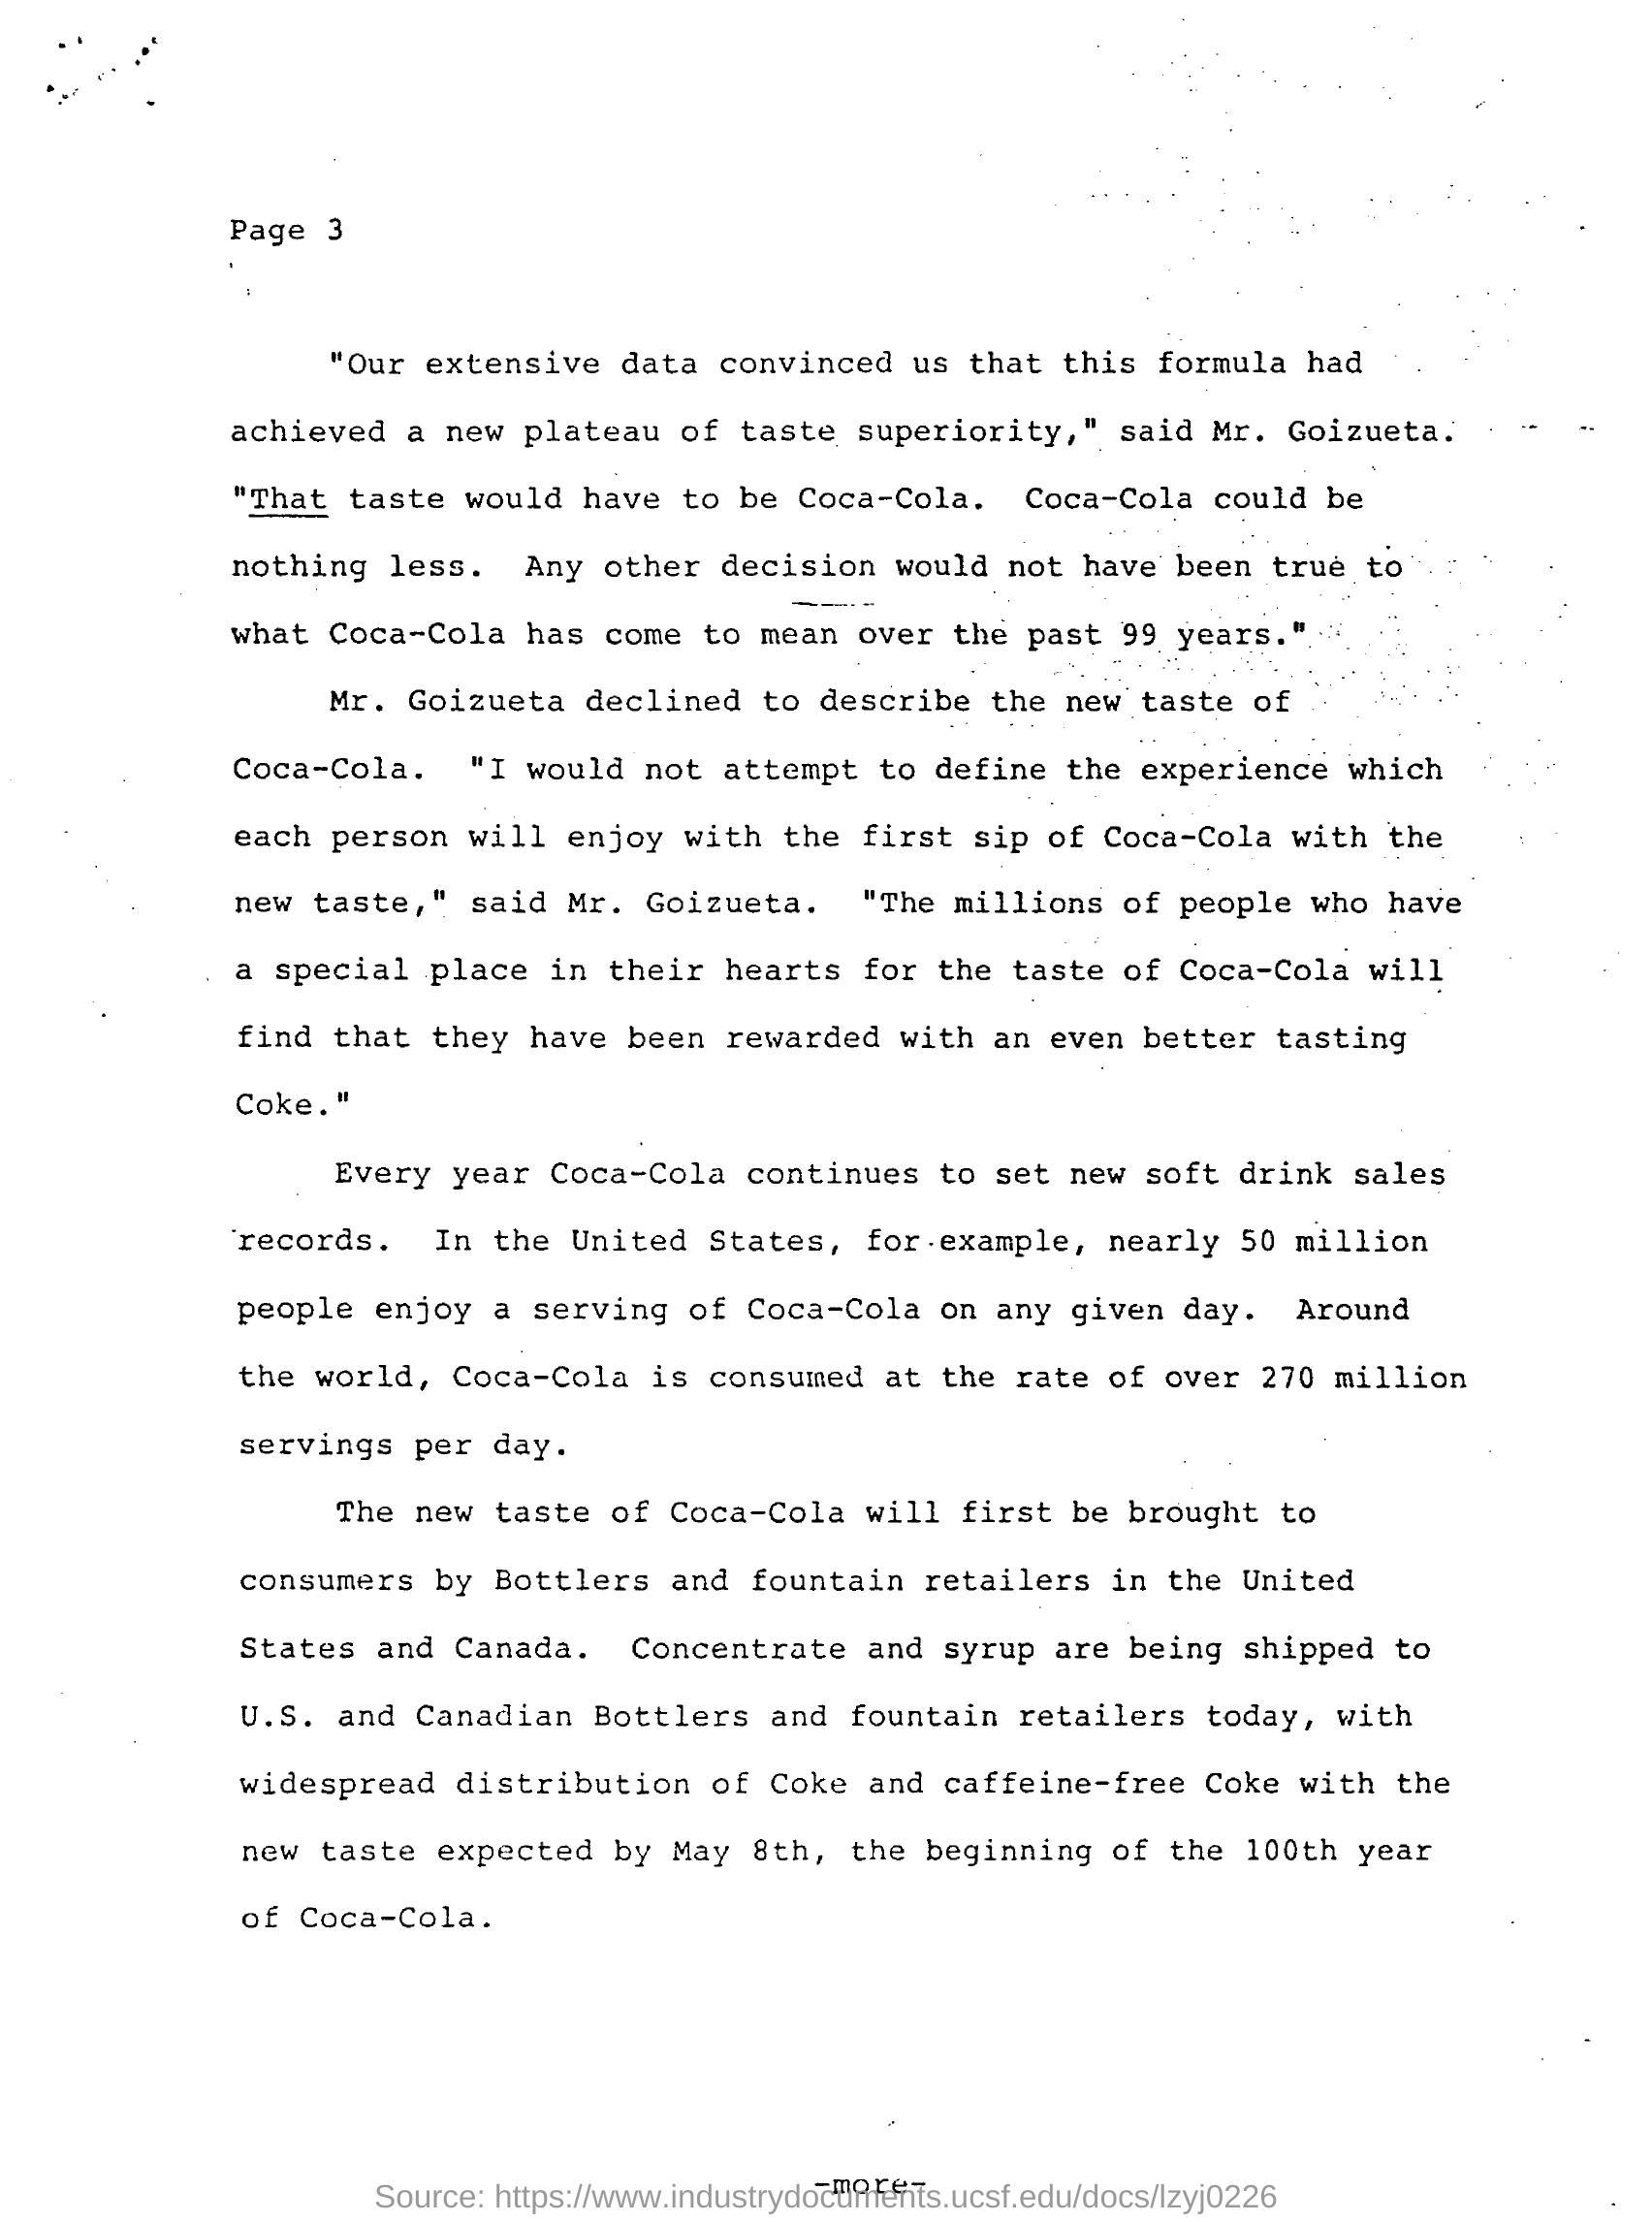 Page 3
"Our extensive data convinced us that this formula had
achieved a new plateau of taste superiority," said Mr. Goizueta.
"That taste would have to be Coca-Cola. Coca-Cola could be
nothing less. Any other decision would not have been true to
what Coca-Cola has come to mean over the past 99 years."
Mr. Goizueta declined to describe the new taste of
Coca-Cola. "I would not attempt to define the experience which
each person will enjoy with the first sip of Coca-Cola with the
new taste," said Mr. Goizueta. "The millions of people who have
a special place in their hearts for the taste of Coca-Cola will
find that they have been rewarded with an even better tasting
Coke."
Every year Coca-Cola continues to set new soft drink sales
records. In the United States, for example, nearly 50 million
people enjoy a serving of Coca-Cola on any given day. Around
the world, Coca-Cola is consumed at the rate of over 270 million
servings per day.
The new taste of Coca-Cola will first be brought to
consumers by Bottlers and fountain retailers in the United
States and Canada. Concentrate and syrup are being shipped to
U.S. and Canadian Bottlers and fountain retailers today, with
widespread distribution of Coke and caffeine-free Coke with the
new taste expected by May 8th, the beginning of the 100th year
of Coca-Cola.
-more-
Source: https://www.industrydocuments.ucsf.edu/docs/lzyj0226